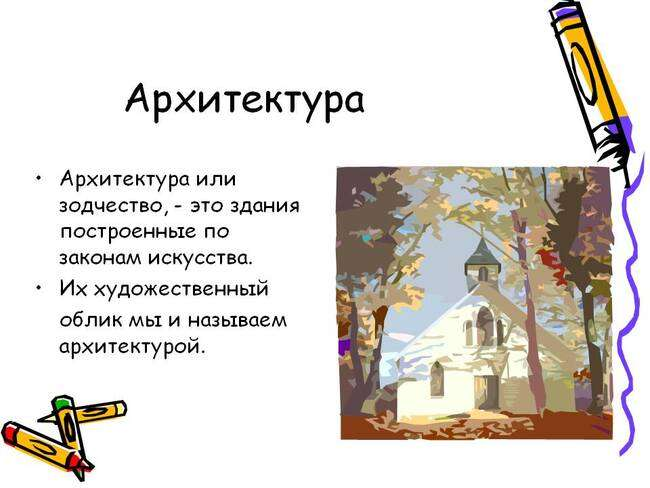 Архитектура
• Архитектура или
зодчество, - это здания
построенные по
законам искусства.
• Их художественный
облик мы и называем
архитектурой.